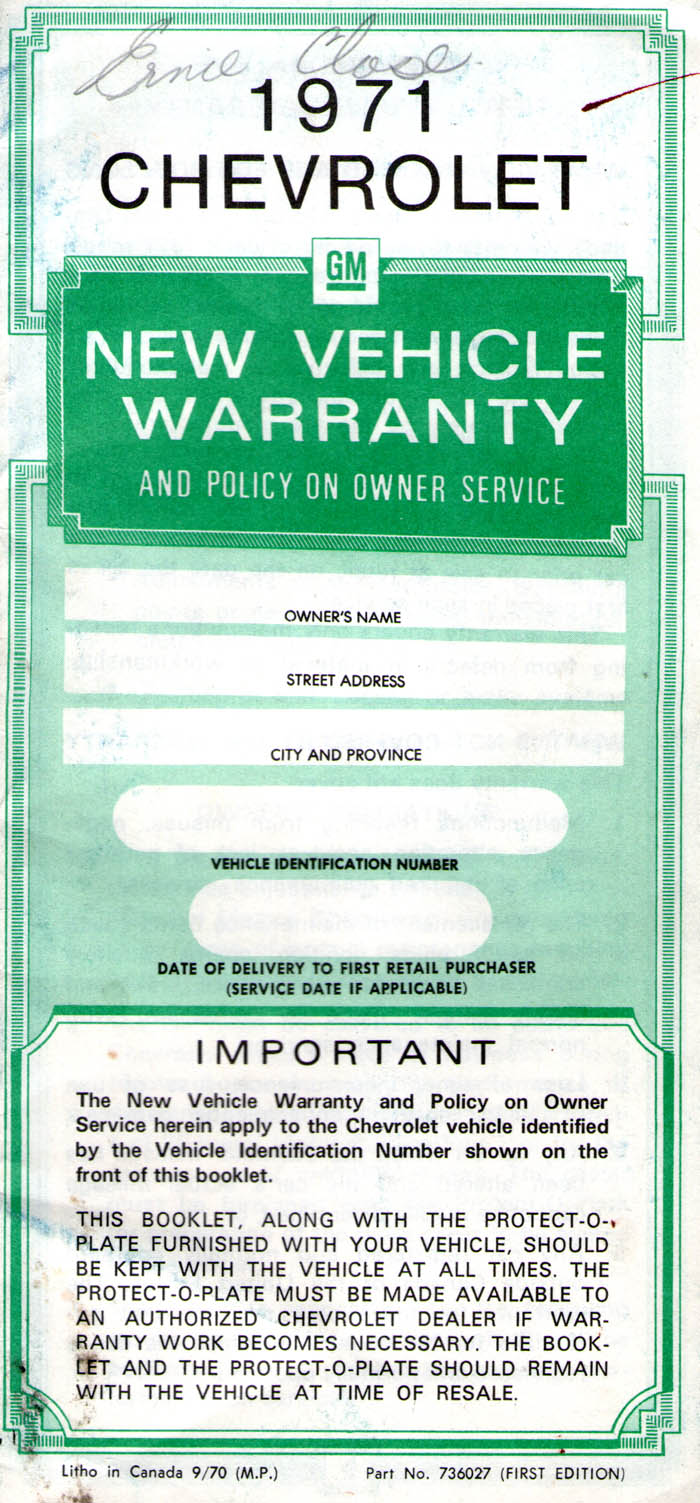 Ernie Close
1971
CHEVROLET
GM
NEW VEHICLE
WARRANTY
AND POLICY ON OWNER SERVICE
OWNER'S NAME
STREET ADDRESS
CITY AND PROVINCE
VEHICLE IDENTIFICATION NUMBER
DATE OF DELIVERY TO FIRST RETAIL PURCHASER
(SERVICE DATE IF APPLICABLE)
IMPORTANT
The New Vehicle Warranty and Policy on Owner
Service herein apply to the Chevrolet vehicle identified
by the Vehicle Identification Number shown on the
front of this booklet.
THIS BOOKLET, ALONG WITH THE PROTECT-O-
PLATE FURNISHED WITH YOUR VEHICLE, SHOULD
BE KEPT WITH THE VEHICLE AT ALL TIMES. THE
PROTECT-O-PLATE MUST BE MADE AVAILABLE TO
AN AUTHORIZED CHEVROLET DEALER IF WAR-
RANTY WORK BECOMES NECESSARY. THE BOOK-
LET AND THE PROTECT-O-PLATE SHOULD REMAIN
WITH THE VEHICLE AT TIME OF RESALE.
Litho in Canada 9/70 (M.P.) Part No. 736027 (FIRST EDITION)